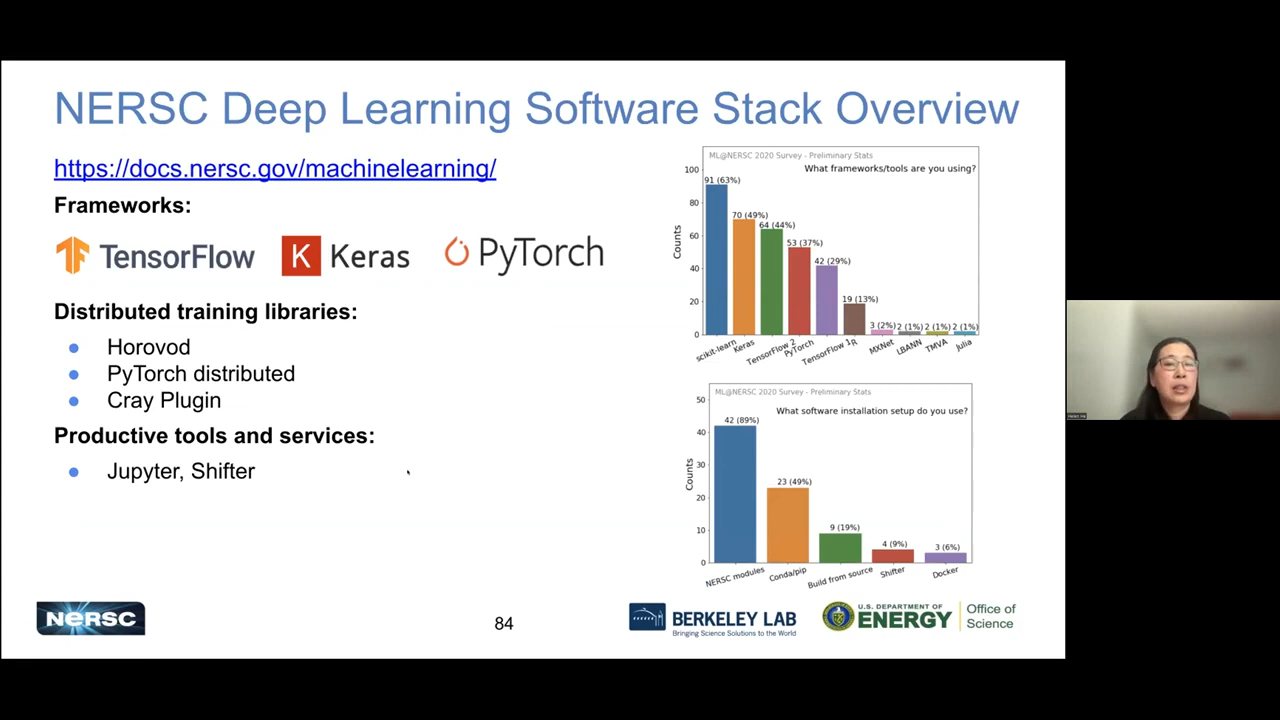 NERSC Deep Learning Software Stack Overview
https://docs.nersc.gov/machinelearning/
Frameworks:
TensorFlow
K Keras
PyTorch
Distributed training libraries:
Horovod
PyTorch distributed
Cray Plugin
Productive tools and services:
Jupyter, Shifter
ML@NERSC 2020 Survey - Preliminary Stats
What frameworks/tools are you using?
Counts
100
80
60
40
20
0
91 (63%)
70 (49%)
64 (44%)
53 (37%)
42 (29%)
19 (13%)
3 (2%)
2 (1%)
2 (1%)
2 (1%)
scikit-learn
Keras
TensorFlow 2
PyTorch
TensorFlow 1
R
MXNet
LBANN
TMVA
Julia
ML@NERSC 2020 Survey - Preliminary Stats
What software installation setup do you use?
Counts
50
40
30
20
10
0
42 (89%)
23 (49%)
9 (19%)
4 (9%)
3 (6%)
NERSC modules
Conda/pip
Build from source
Shifter
Docker
NERSC
84
BERKELEY LAB
Bringing Science Solutions to the World
U.S. DEPARTMENT OF
ENERGY
Office of
Science